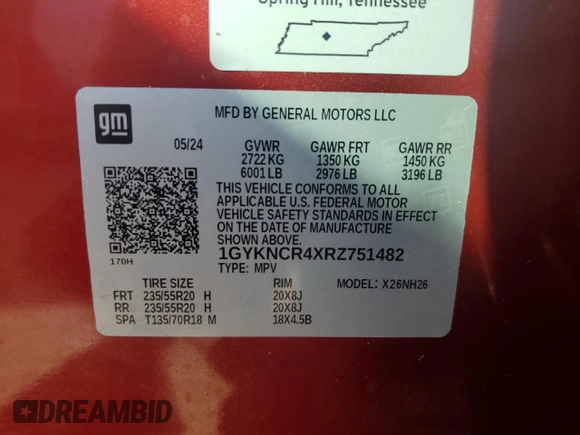 Spring Hill, Tennessee
gm
MFD BY GENERAL MOTORS LLC
05/24 GVWR GAWR FRT GAWR RR
2722 KG 1350 KG 1450 KG
6001 LB 2976 LB 3196 LB
THIS VEHICLE CONFORMS TO ALL
APPLICABLE U.S. FEDERAL MOTOR
VEHICLE SAFETY STANDARDS IN EFFECT
ON THE DATE OF MANUFACTURE
SHOWN ABOVE.
170H
1GYKNCR4XRZ751482
TYPE: MPV
TIRE SIZE RIM MODEL: X26NH26
FRT 235/55R20 H 20X8J
RR 235/55R20 H 20X8J
SPA T135/70R18 M 18X4.5B
DREAMBID